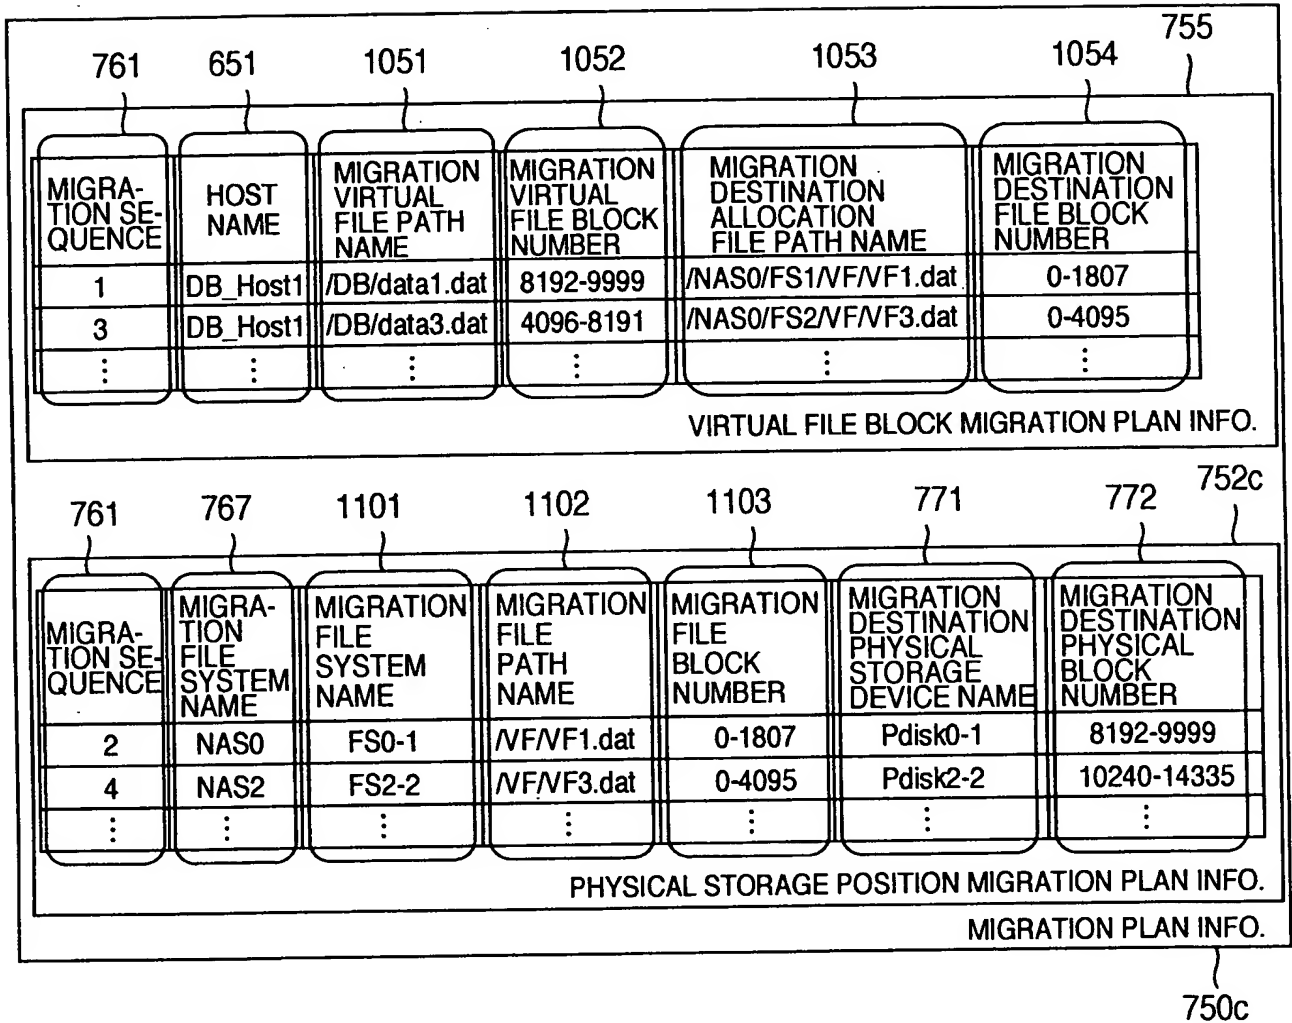 755
761 651 1051 1052 1053 1054
MIGRA-
TION SE-
QUENCE
HOST
NAME
MIGRATION
VIRTUAL
FILE PATH
NAME
MIGRATION
VIRTUAL
FILE BLOCK
NUMBER
MIGRATION
DESTINATION
ALLOCATION
FILE PATH NAME
MIGRATION
DESTINATION
FILE BLOCK
NUMBER
1 DB_Host1 /DB/data1.dat 8192-9999 /NAS0/FS1/VF/VF1.dat 0-1807
3 DB_Host1 /DB/data3.dat 4096-8191 /NAS0/FS2/VF/VF3.dat 0-4095
⋮ ⋮ ⋮ ⋮ ⋮ ⋮
VIRTUAL FILE BLOCK MIGRATION PLAN INFO.
752c
761 767 1101 1102 1103 771 772
MIGRA-
TION SE-
QUENCE
MIGRA-
TION
FILE
SYSTEM
NAME
MIGRATION
FILE
SYSTEM
NAME
MIGRATION
FILE
PATH
NAME
MIGRATION
FILE
BLOCK
NUMBER
MIGRATION
DESTINATION
PHYSICAL
STORAGE
DEVICE NAME
MIGRATION
DESTINATION
PHYSICAL
BLOCK
NUMBER
2 NAS0 FS0-1 /VF/VF1.dat 0-1807 Pdisk0-1 8192-9999
4 NAS2 FS2-2 /VF/VF3.dat 0-4095 Pdisk2-2 10240-14335
⋮ ⋮ ⋮ ⋮ ⋮ ⋮ ⋮
PHYSICAL STORAGE POSITION MIGRATION PLAN INFO.
MIGRATION PLAN INFO.
750c